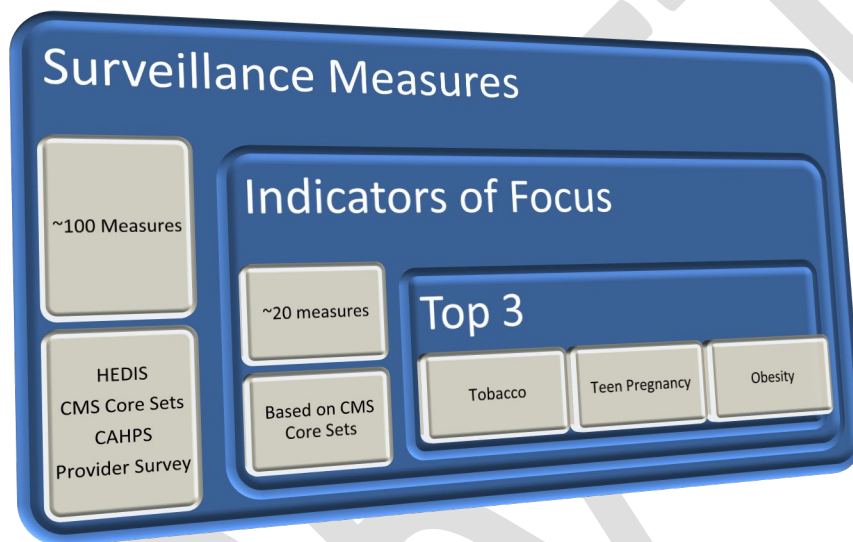 Surveillance Measures
~100 Measures
HEDIS
CMS Core Sets
CAHPS
Provider Survey
Indicators of Focus
~20 measures
Based on CMS
Core Sets
Top 3
Tobacco
Teen Pregnancy
Obesity